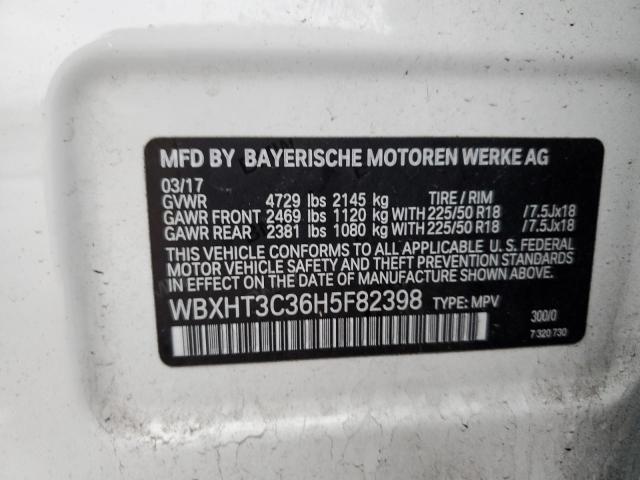 MFD BY BAYERISCHE MOTOREN WERKE AG
03/17
GVWR 4729 lbs 2145 kg TIRE / RIM
GAWR FRONT 2469 lbs 1120 kg WITH 225/50 R18 / 7.5Jx18
GAWR REAR 2381 lbs 1080 kg WITH 225/50 R18 / 7.5Jx18
THIS VEHICLE CONFORMS TO ALL APPLICABLE U. S. FEDERAL
MOTOR VEHICLE SAFETY AND THEFT PREVENTION STANDARDS
IN EFFECT ON THE DATE OF MANUFACTURE SHOWN ABOVE.
WBXHT3C36H5F82398 TYPE: MPV
300/0
7 320 730